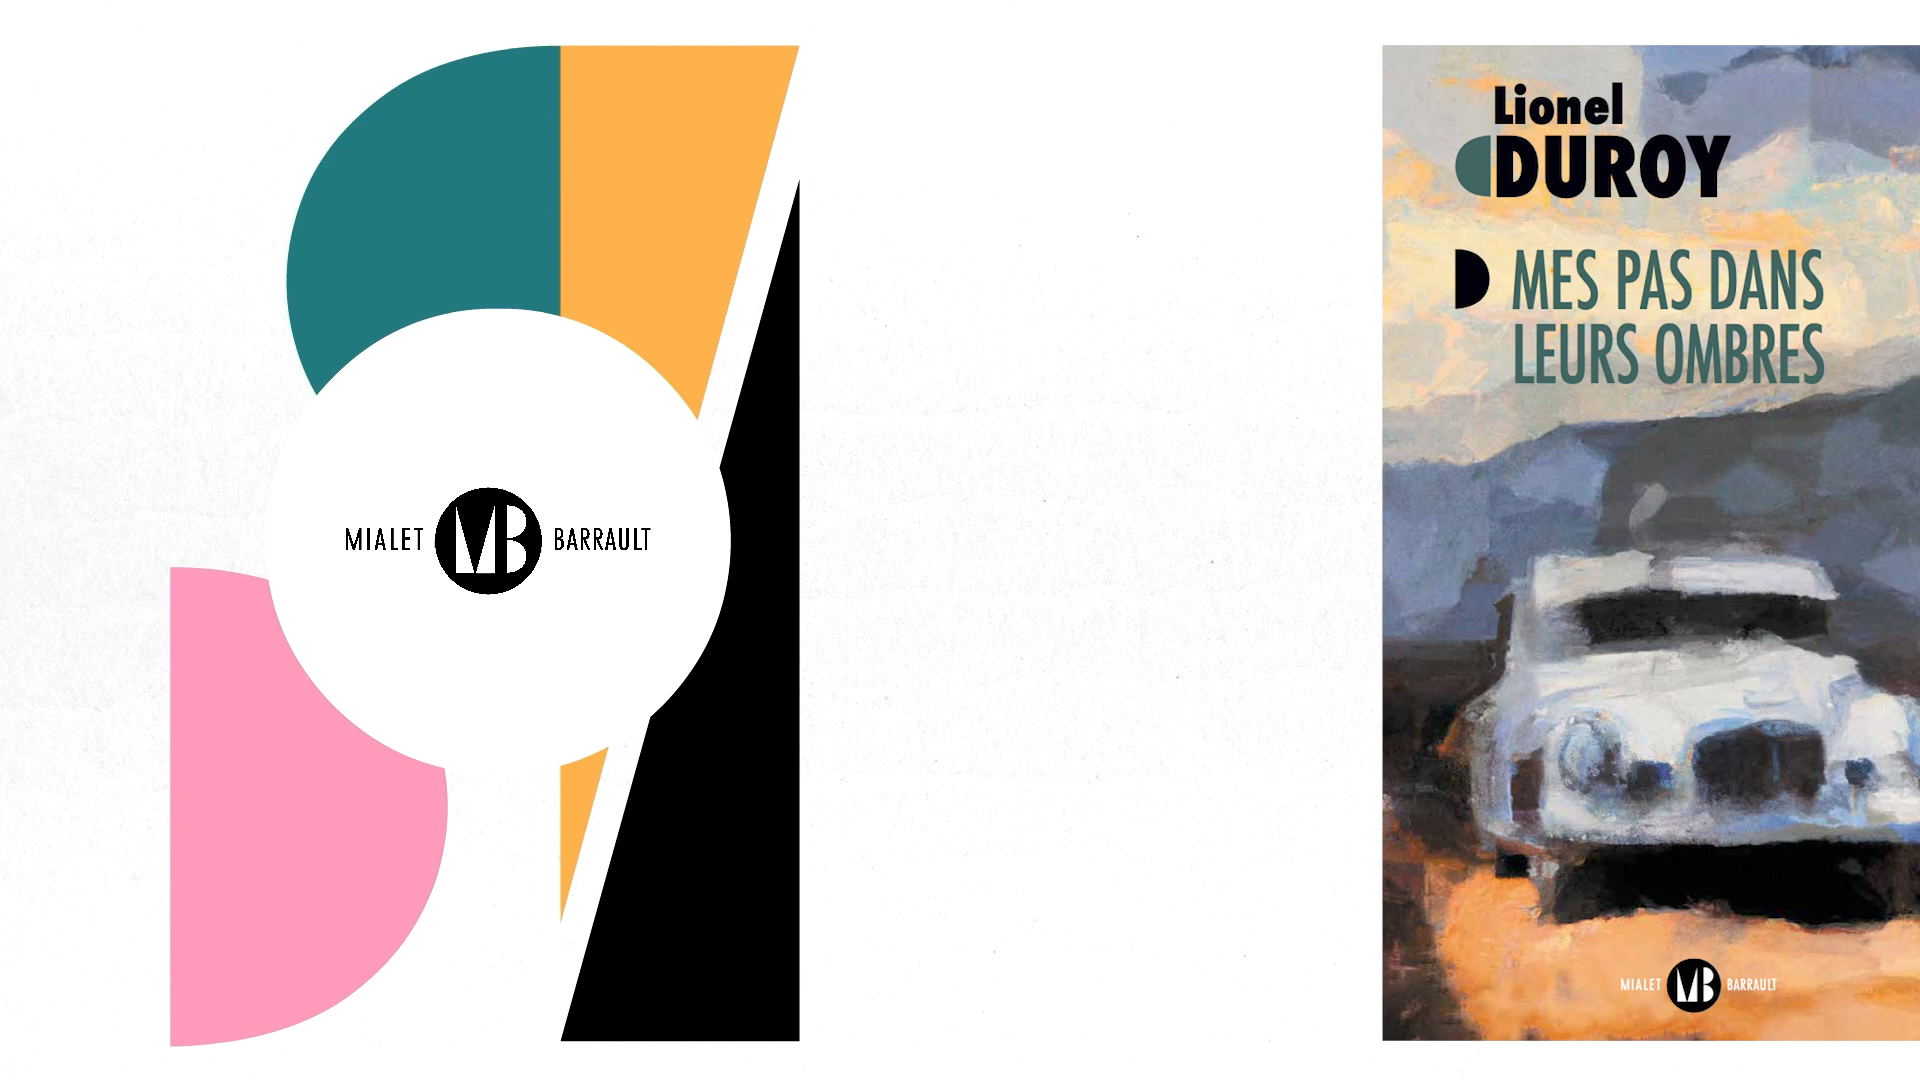 MIALET MB BARRAULT
Lionel
DUROY
MES PAS DANS
LEURS OMBRES
MIALET MB BARRAULT